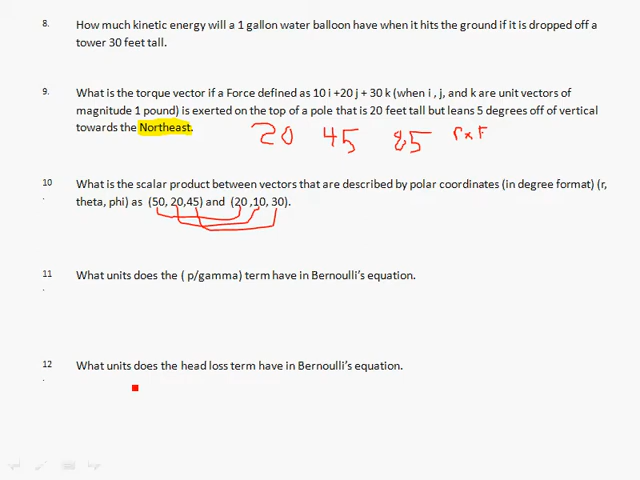 8. How much kinetic energy will a 1 gallon water balloon have when it hits the ground if it is dropped off a
tower 30 feet tall.
9. What is the torque vector if a Force defined as 10 i +20 j + 30 k (when i , j, and k are unit vectors of
magnitude 1 pound) is exerted on the top of a pole that is 20 feet tall but leans 5 degrees off of vertical
towards the Northeast.
20 45 85 r x F
10 What is the scalar product between vectors that are described by polar coordinates (in degree format) (r,
. theta, phi) as (50, 20,45) and (20 ,10, 30).
11 What units does the ( p/gamma) term have in Bernoulli's equation.
.
12 What units does the head loss term have in Bernoulli's equation.
.